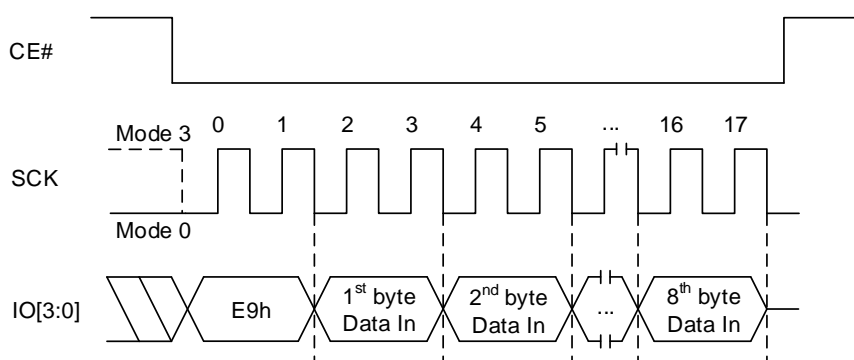 CE#
Mode 3
0 1 2 3 4 5 ... 16 17
SCK
Mode 0
IO[3:0]
E9h
1st byte
Data In
2nd byte
Data In
...
8th byte
Data In